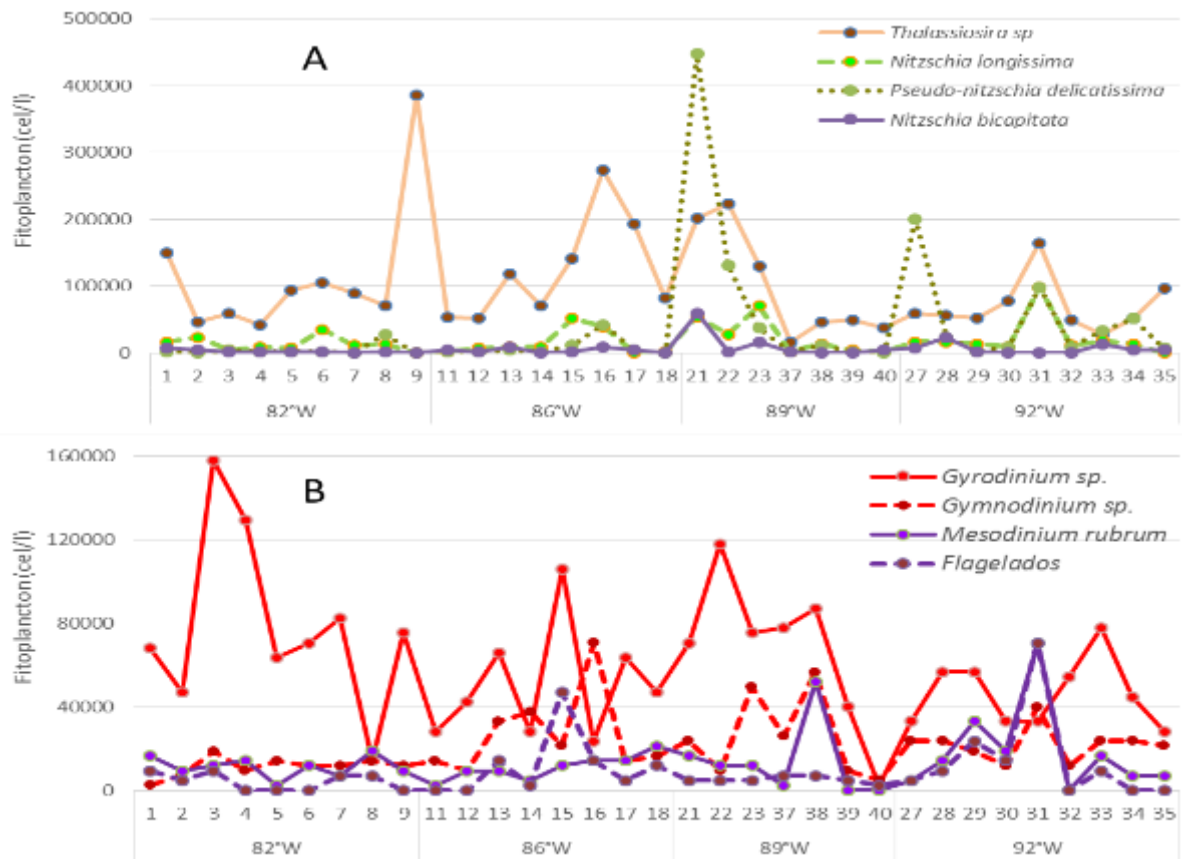 500000
400000
300000
200000
100000
0
Fitoplancton(cel/l)
A
Thalassiosira sp
Nitzschia longissima
Pseudo-nitzschia delicatissima
Nitzschia bicapitata
1 2 3 4 5 6 7 8 9 11 12 13 14 15 16 17 18 21 22 23 37 38 39 40 27 28 29 30 31 32 33 34 35
82°W 86°W 89°W 92°W
160000
120000
80000
40000
0
Fitoplancton(cel/l)
B
Gyrodinium sp.
Gymnodinium sp.
Mesodinium rubrum
Flagelados
1 2 3 4 5 6 7 8 9 11 12 13 14 15 16 17 18 21 22 23 37 38 39 40 27 28 29 30 31 32 33 34 35
82°W 86°W 89°W 92°W